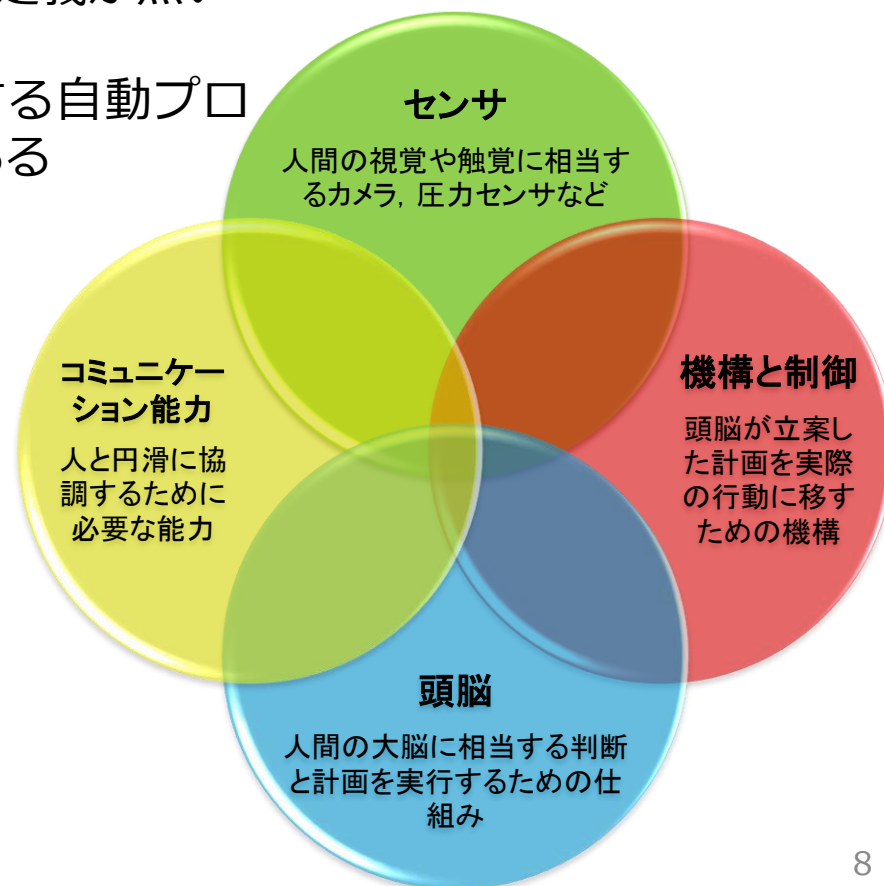 する自動プロ
ある
センサ
人間の視覚や触覚に相当す
るカメラ, 圧力センサなど
コミュニケー
ション能力
人と円滑に協
調するために
必要な能力
機構と制御
頭脳が立案し
た計画を実際
の行動に移す
ための機構
頭脳
人間の大脳に相当する判断
と計画を実行するための仕
組み
8